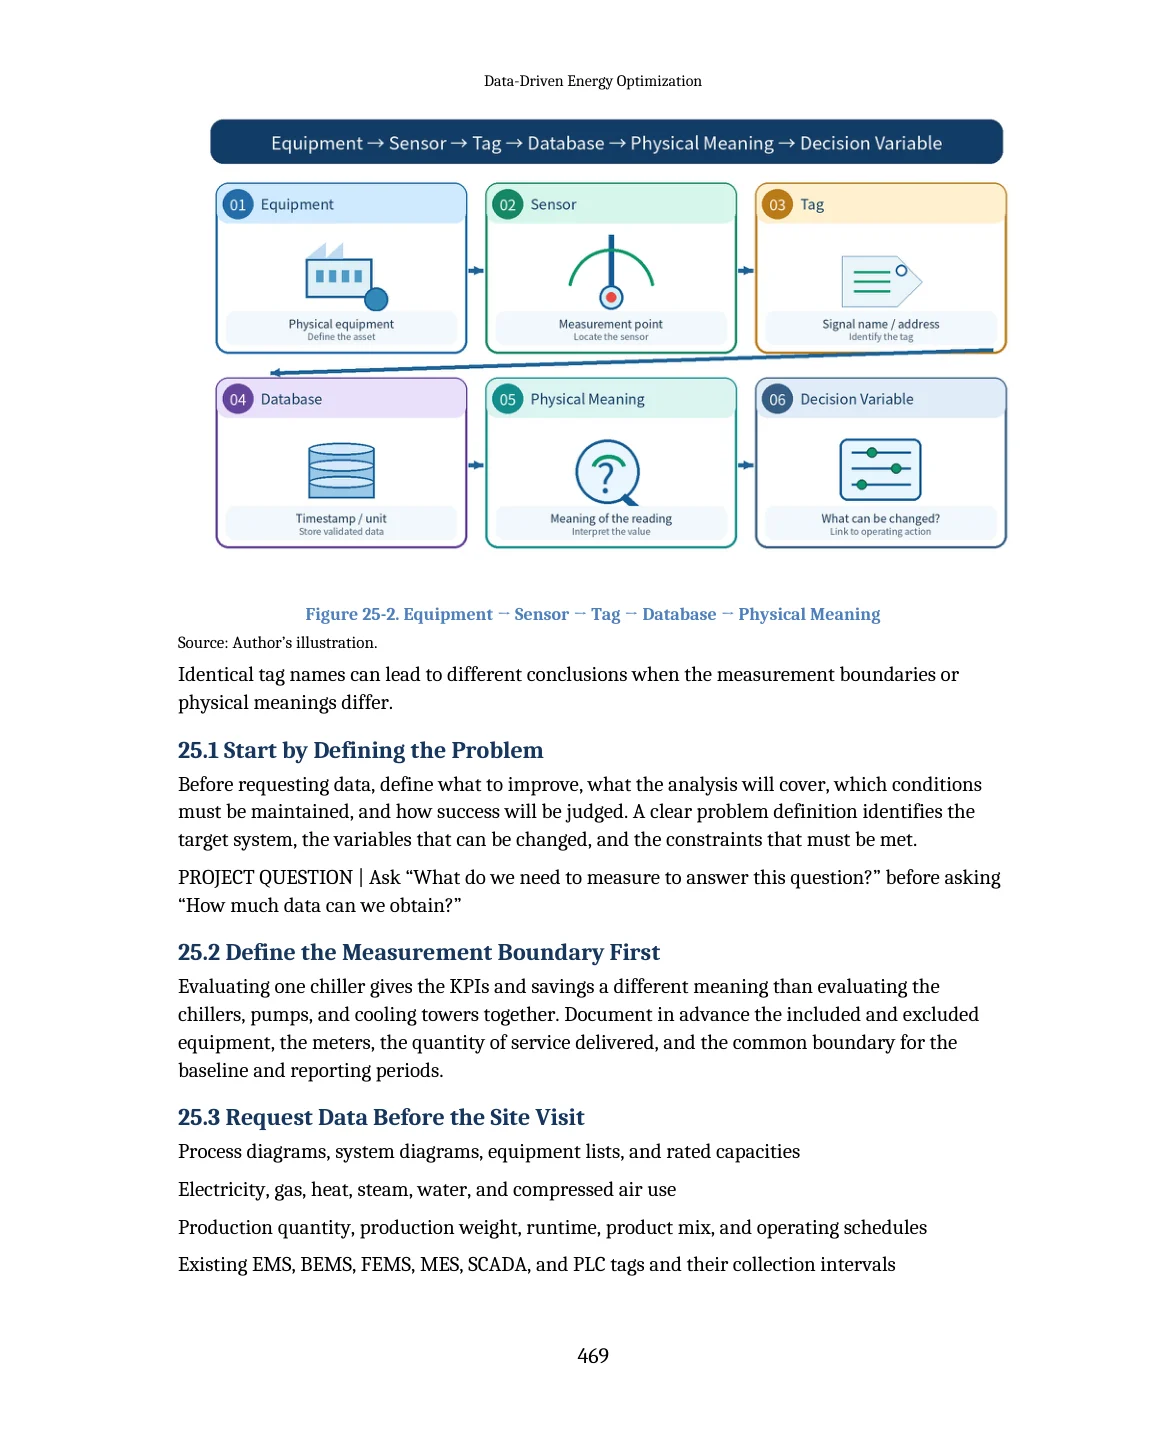 Data-Driven Energy Optimization
Equipment → Sensor → Tag → Database → Physical Meaning → Decision Variable
01 Equipment
Physical equipment
Define the asset
02 Sensor
Measurement point
Locate the sensor
03 Tag
Signal name / address
Identify the tag
04 Database
Timestamp / unit
Store validated data
05 Physical Meaning
?
Meaning of the reading
Interpret the value
06 Decision Variable
What can be changed?
Link to operating action
Figure 25-2. Equipment — Sensor — Tag — Database — Physical Meaning
Source: Author’s illustration.
Identical tag names can lead to different conclusions when the measurement boundaries or
physical meanings differ.
25.1 Start by Defining the Problem
Before requesting data, define what to improve, what the analysis will cover, which conditions
must be maintained, and how success will be judged. A clear problem definition identifies the
target system, the variables that can be changed, and the constraints that must be met.
PROJECT QUESTION | Ask “What do we need to measure to answer this question?” before asking
“How much data can we obtain?”
25.2 Define the Measurement Boundary First
Evaluating one chiller gives the KPIs and savings a different meaning than evaluating the
chillers, pumps, and cooling towers together. Document in advance the included and excluded
equipment, the meters, the quantity of service delivered, and the common boundary for the
baseline and reporting periods.
25.3 Request Data Before the Site Visit
Process diagrams, system diagrams, equipment lists, and rated capacities
Electricity, gas, heat, steam, water, and compressed air use
Production quantity, production weight, runtime, product mix, and operating schedules
Existing EMS, BEMS, FEMS, MES, SCADA, and PLC tags and their collection intervals
469